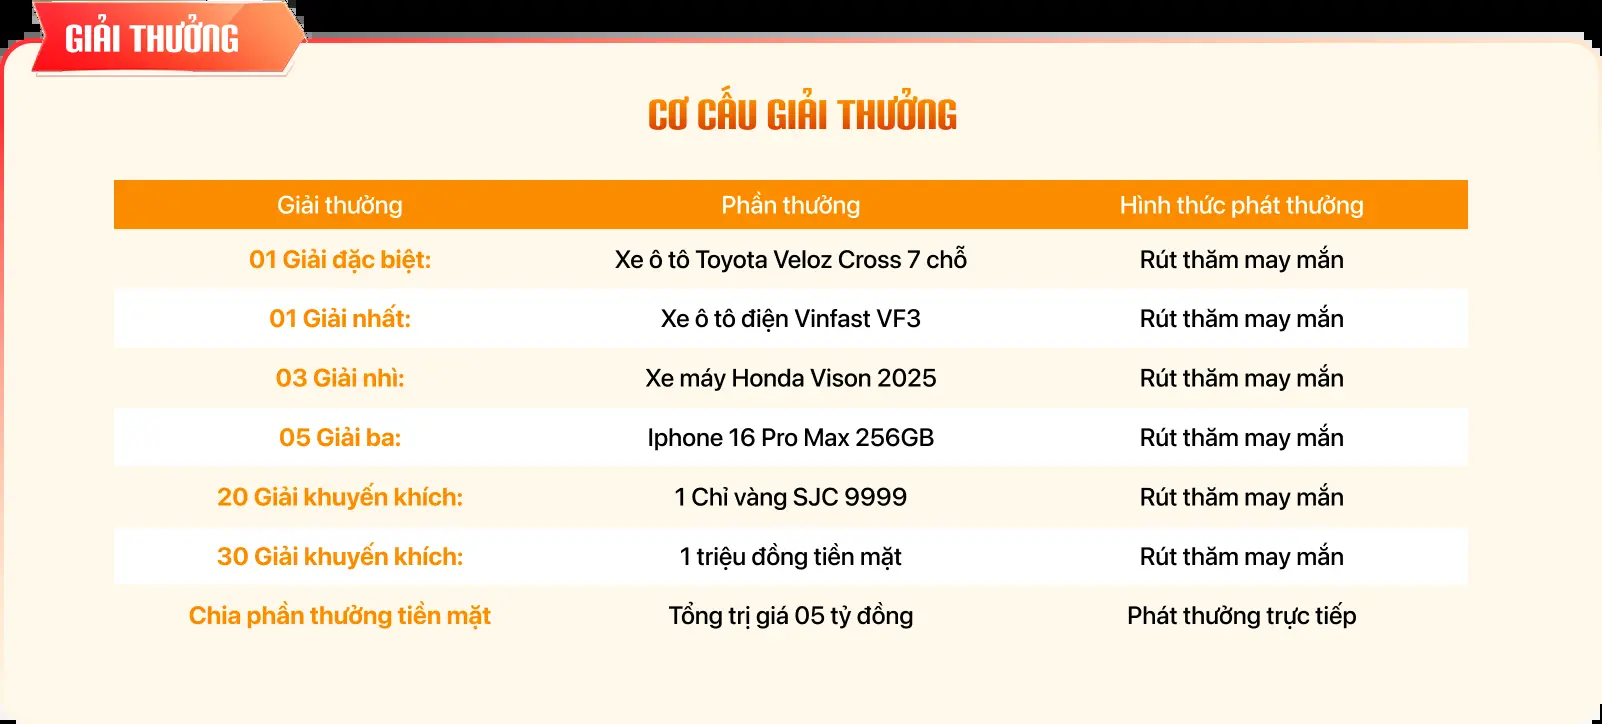 GIẢI THƯỞNG
CƠ CẤU GIẢI THƯỞNG
Giải thưởng Phần thưởng Hình thức phát thưởng
01 Giải đặc biệt: Xe ô tô Toyota Veloz Cross 7 chỗ Rút thăm may mắn
01 Giải nhất: Xe ô tô điện Vinfast VF3 Rút thăm may mắn
03 Giải nhì: Xe máy Honda Vison 2025 Rút thăm may mắn
05 Giải ba: Iphone 16 Pro Max 256GB Rút thăm may mắn
20 Giải khuyến khích: 1 Chỉ vàng SJC 9999 Rút thăm may mắn
30 Giải khuyến khích: 1 triệu đồng tiền mặt Rút thăm may mắn
Chia phần thưởng tiền mặt Tổng trị giá 05 tỷ đồng Phát thưởng trực tiếp